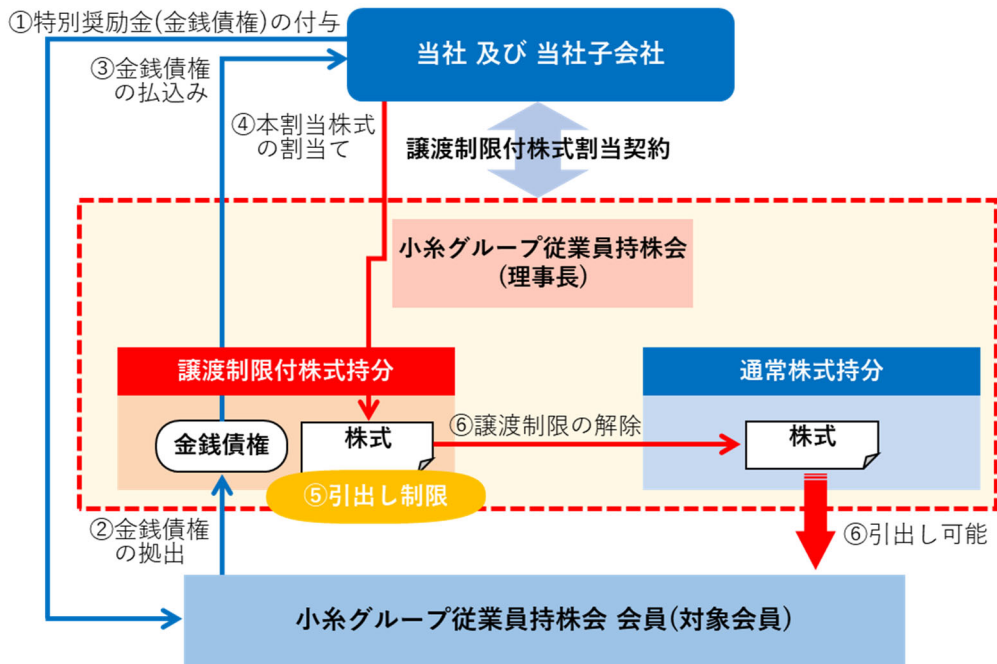 ①特別奨励金(金銭債権)の付与
当社 及び 当社子会社
③金銭債権
の払込み
④本割当株式
の割当て
譲渡制限付株式割当契約
小糸グループ従業員持株会
(理事長)
譲渡制限付株式持分
通常株式持分
金銭債権
株式
⑥譲渡制限の解除
株式
⑤引出し制限
②金銭債権
の拠出
⑥引出し可能
小糸グループ従業員持株会 会員(対象会員)